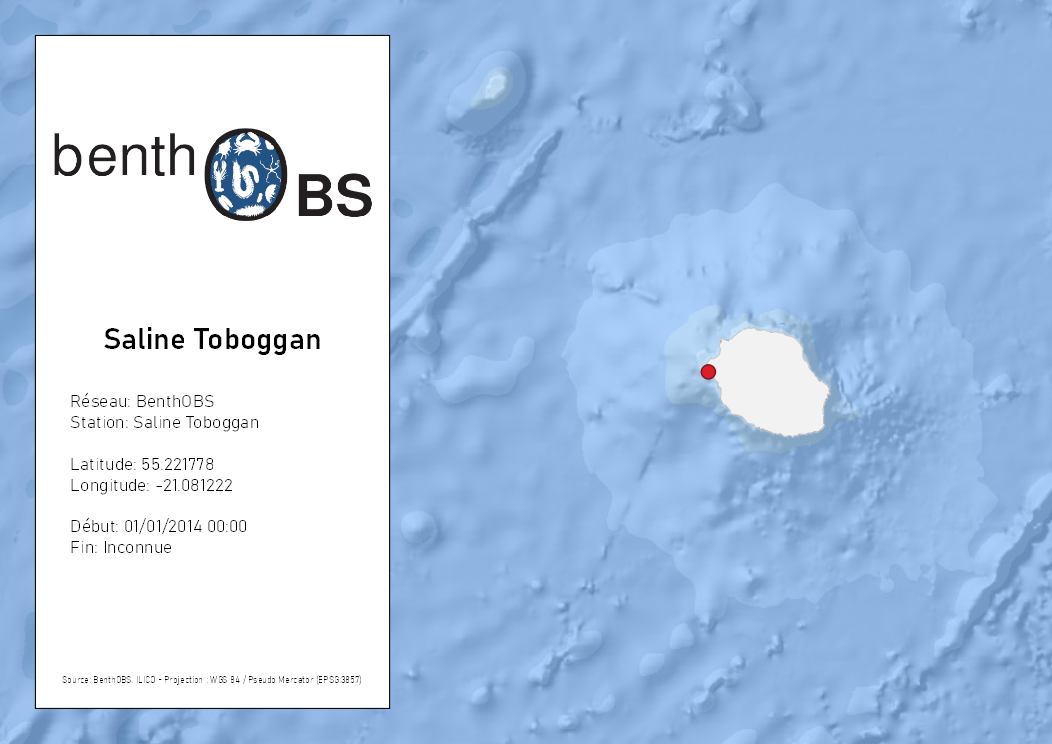 benthOBS
Saline Toboggan
Réseau: BenthOBS
Station: Saline Toboggan
Latitude: 55.221778
Longitude: -21.081222
Début: 01/01/2014 00:00
Fin: Inconnue
Source: BenthOBS, ILICO - Projection : WGS 84 / Pseudo Mercator (EPSG:3857)